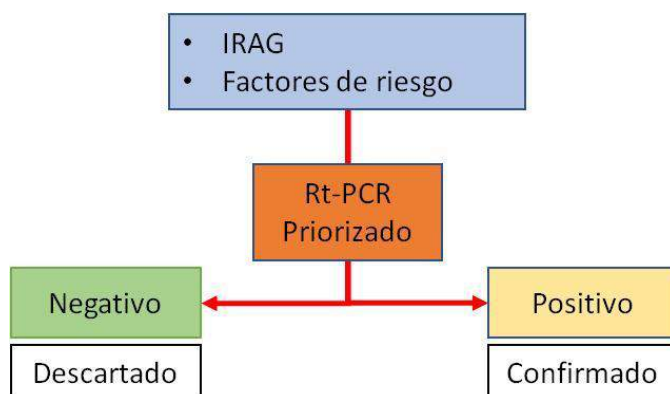 • IRAG
• Factores de riesgo
Rt-PCR
Priorizado
Negativo
Positivo
Descartado
Confirmado